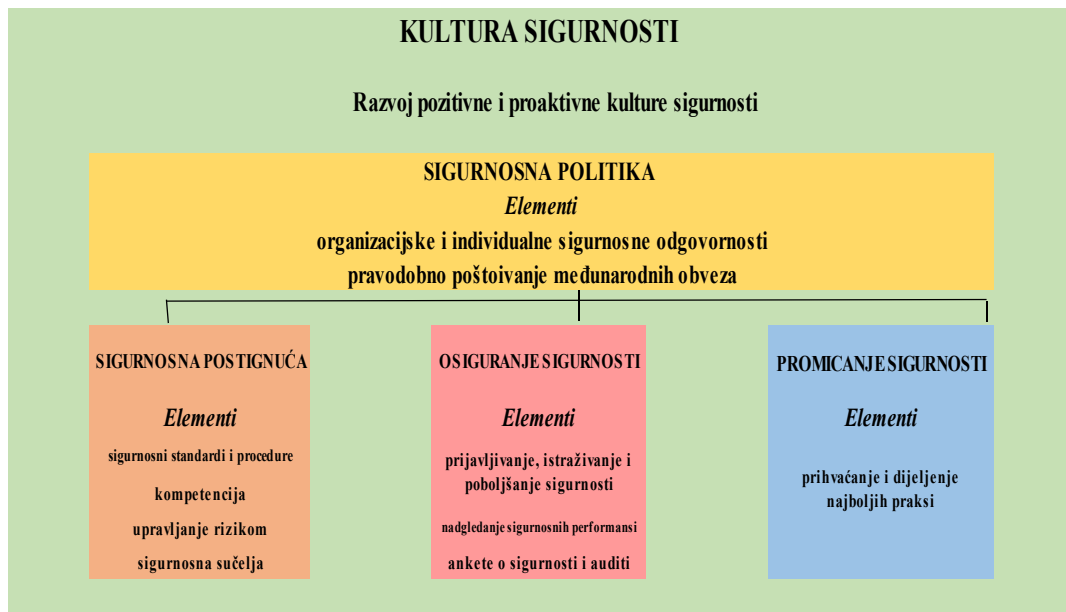 KULTURA SIGURNOSTI
Razvoj pozitivne i proaktivne kulture sigurnosti
SIGURNOSNA POLITIKA
Elementi
organizacijske i individualne sigurnosne odgovornosti
pravodobno poštoivanje međunarodnih obveza
SIGURNOSNA POSTIGNUĆA
Elementi
sigurnosni standardi i procedure
kompetencija
upravljanje rizikom
sigurnosna sučelja
OSIGURANJE SIGURNOSTI
Elementi
prijavljivanje, istraživanje i
poboljšanje sigurnosti
nadgledanje sigurnosnih performansi
ankete o sigurnosti i auditi
PROMICANJE SIGURNOSTI
Elementi
prihvaćanje i dijeljenje
najboljih praksi